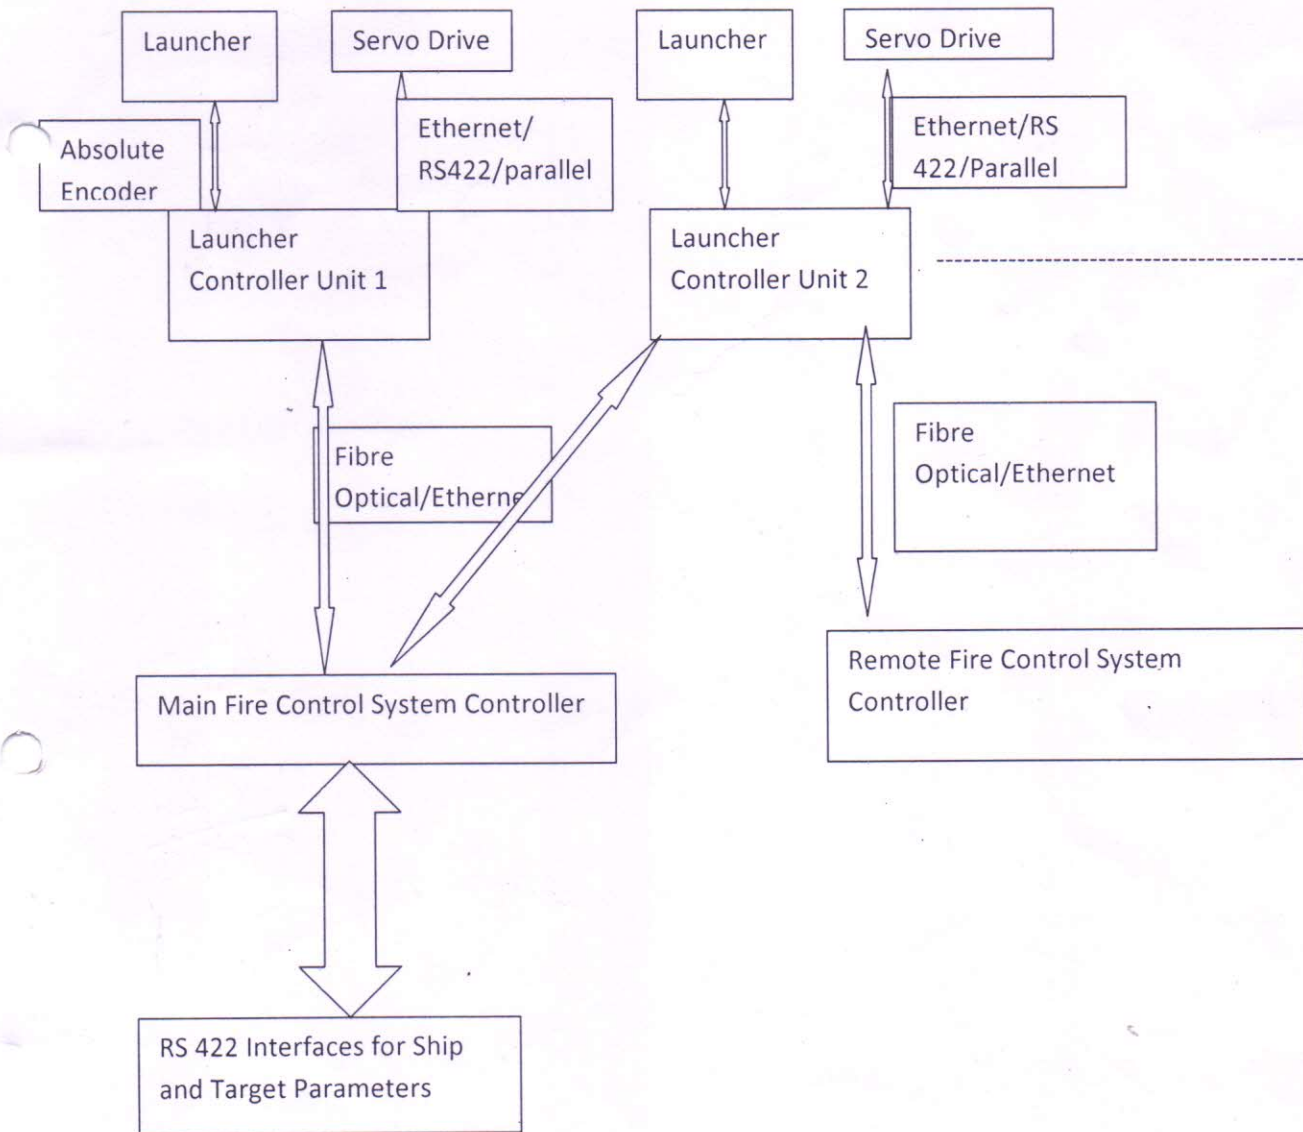 Launcher
Servo Drive
Launcher
Servo Drive
Absolute
Encoder
Ethernet/
RS422/parallel
Ethernet/RS
422/Parallel
Launcher
Controller Unit 1
Launcher
Controller Unit 2
Fibre
Optical/Etherne
Fibre
Optical/Ethernet
Main Fire Control System Controller
Remote Fire Control System
Controller
RS 422 Interfaces for Ship
and Target Parameters